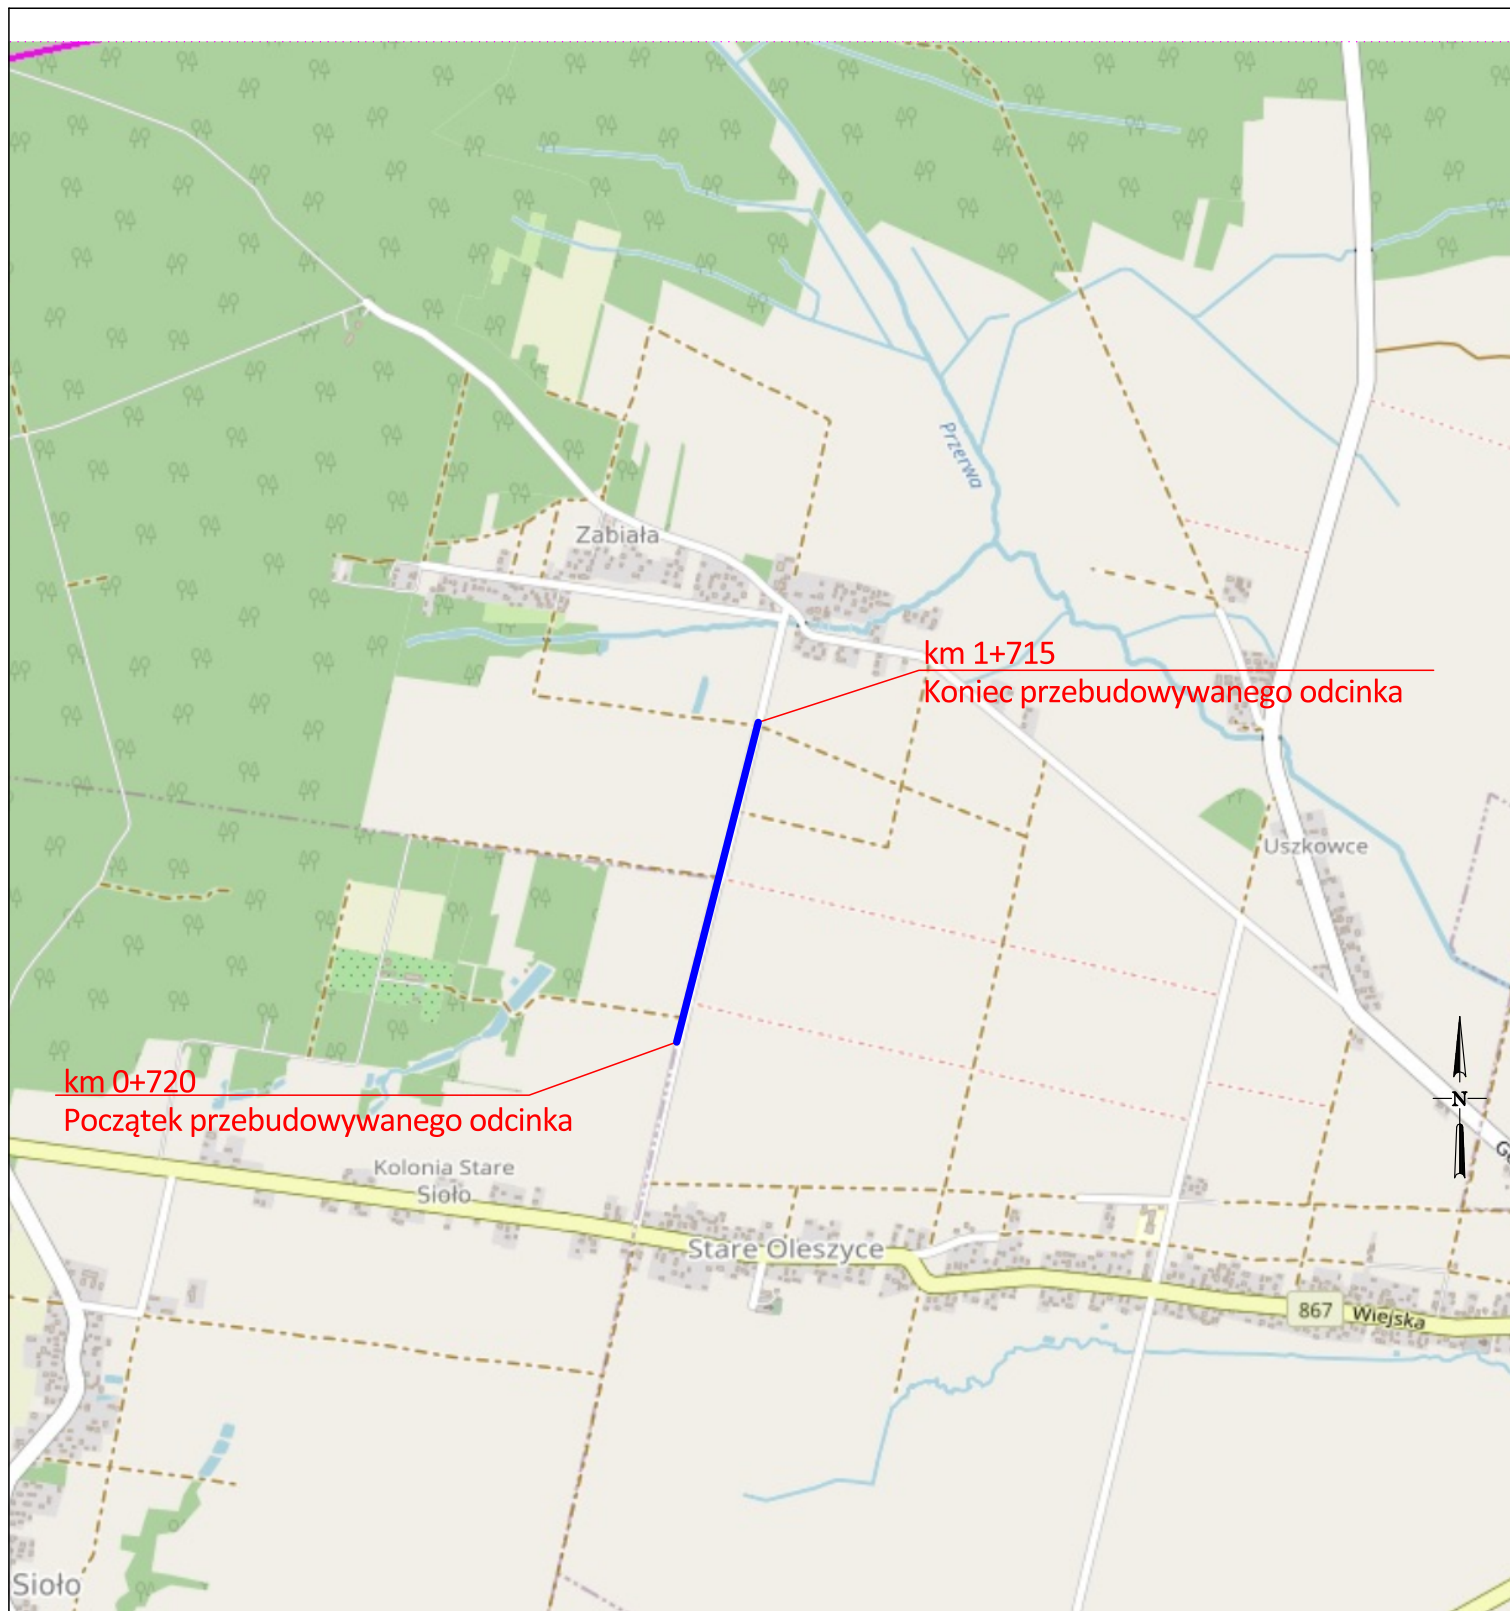 Przerwa
Zabiała
km 1+715
Koniec przebudowywanego odcinka
Uszkowce
km 0+720
Początek przebudowywanego odcinka
N
Kolonia Stare
Sioło
Stare Oleszyce
867
Wiejska
Sioło